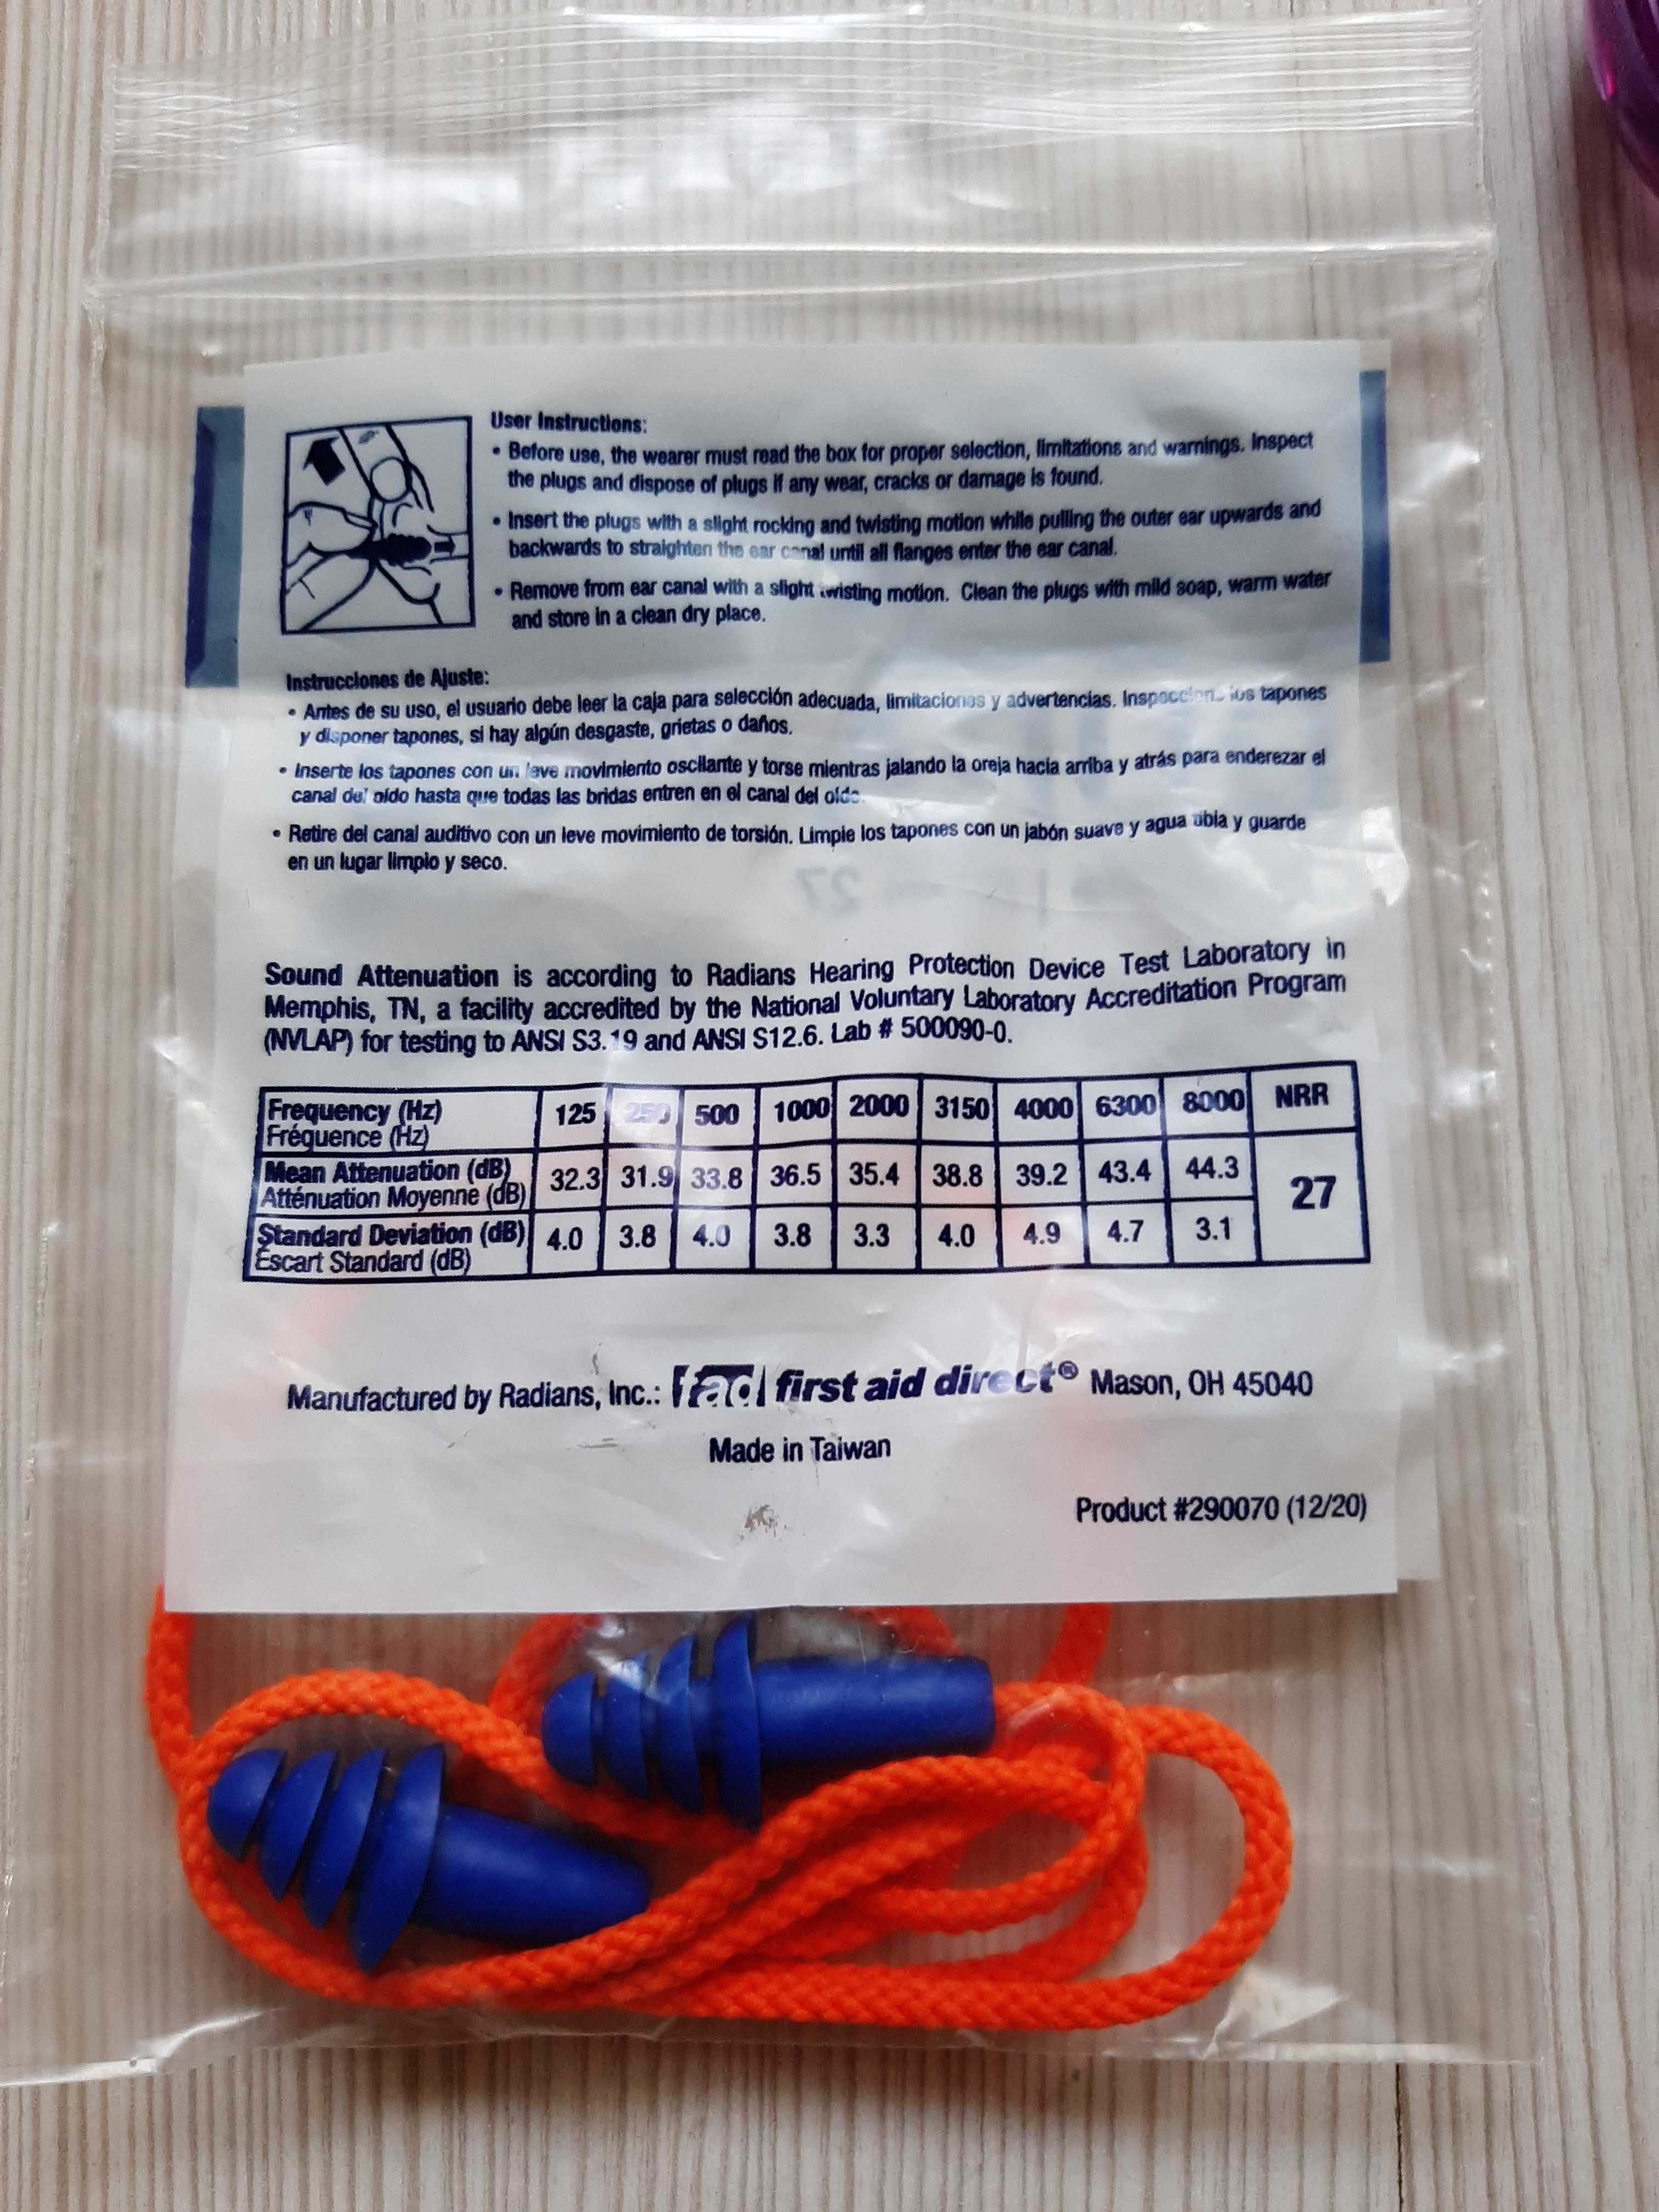 User Instructions:
• Before use, the wearer must read the box for proper selection, limitations and warnings. Inspect
the plugs and dispose of plugs if any wear, cracks or damage is found.
• Insert the plugs with a slight rocking and twisting motion while pulling the outer ear upwards and
backwards to straighten the ear canal until all flanges enter the ear canal.
• Remove from ear canal with a slight twisting motion. Clean the plugs with mild soap, warm water
and store in a clean dry place.
Instrucciones de Ajuste:
• Antes de su uso, el usuario debe leer la caja para selección adecuada, limitaciones y advertencias. los tapones
y disponer tapones, si hay algún desgaste, grietas o daños.
• Inserte los tapones con un leve movimiento oscilante y torse mientras jalando la oreja hacia arriba y atrás para enderezar el
canal del oído hasta que todas las bridas entren en el canal del oído.
• Retire del canal auditivo con un leve movimiento de torsión. Limpie los tapones con un jabón suave y agua tibia y guarde
en un lugar limpio y seco.
27
Sound Attenuation is according to Radians Hearing Protection Device Test Laboratory in
Memphis, TN, a facility accredited by the National Voluntary Laboratory Accreditation Program
(NVLAP) for testing to ANSI S3.19 and ANSI S12.6. Lab # 500090-0.
Frequency (Hz) 125 250 500 1000 2000 3150 4000 6300 8000 NRR
Fréquence (Hz)
Mean Attenuation (dB) 32.3 31.9 33.8 36.5 35.4 38.8 39.2 43.4 44.3 27
Atténuation Moyenne (dB)
Standard Deviation (dB) 4.0 3.8 4.0 3.8 3.3 4.0 4.9 4.7 3.1
Escart Standard (dB)
Manufactured by Radians, Inc.: fad first aid direct® Mason, OH 45040
Made in Taiwan
Product #290070 (12/20)